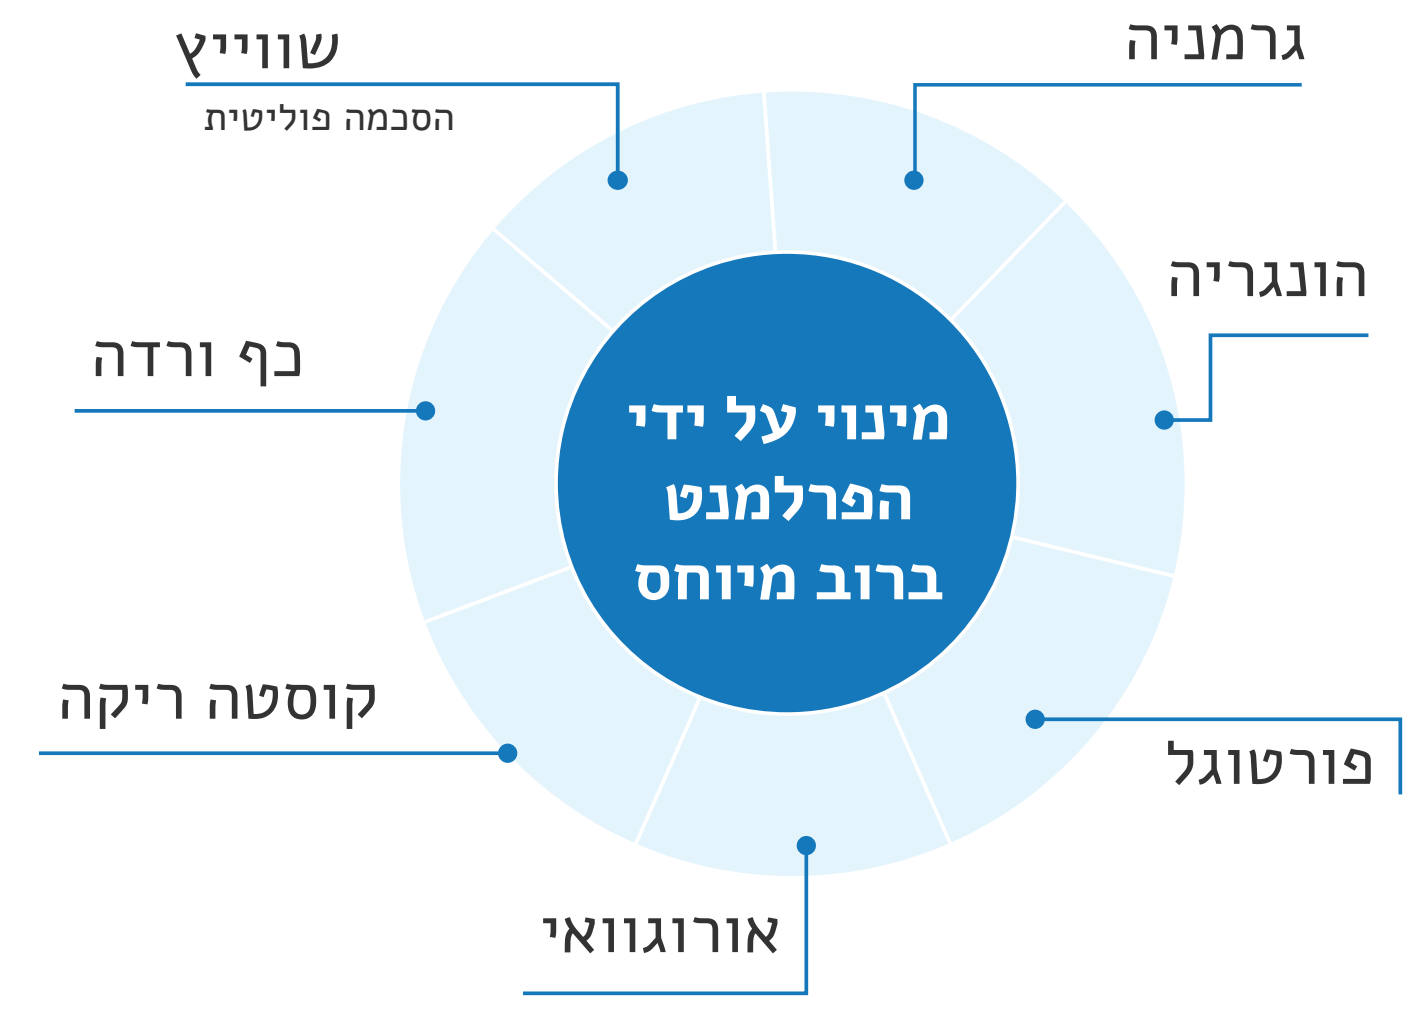 גרמניה
שווייץ
הסכמה פוליטית
הונגריה
כף ורדה
מינוי על ידי
הפרלמנט
ברוב מיוחס
קוסטה ריקה
פורטוגל
אורוגוואי